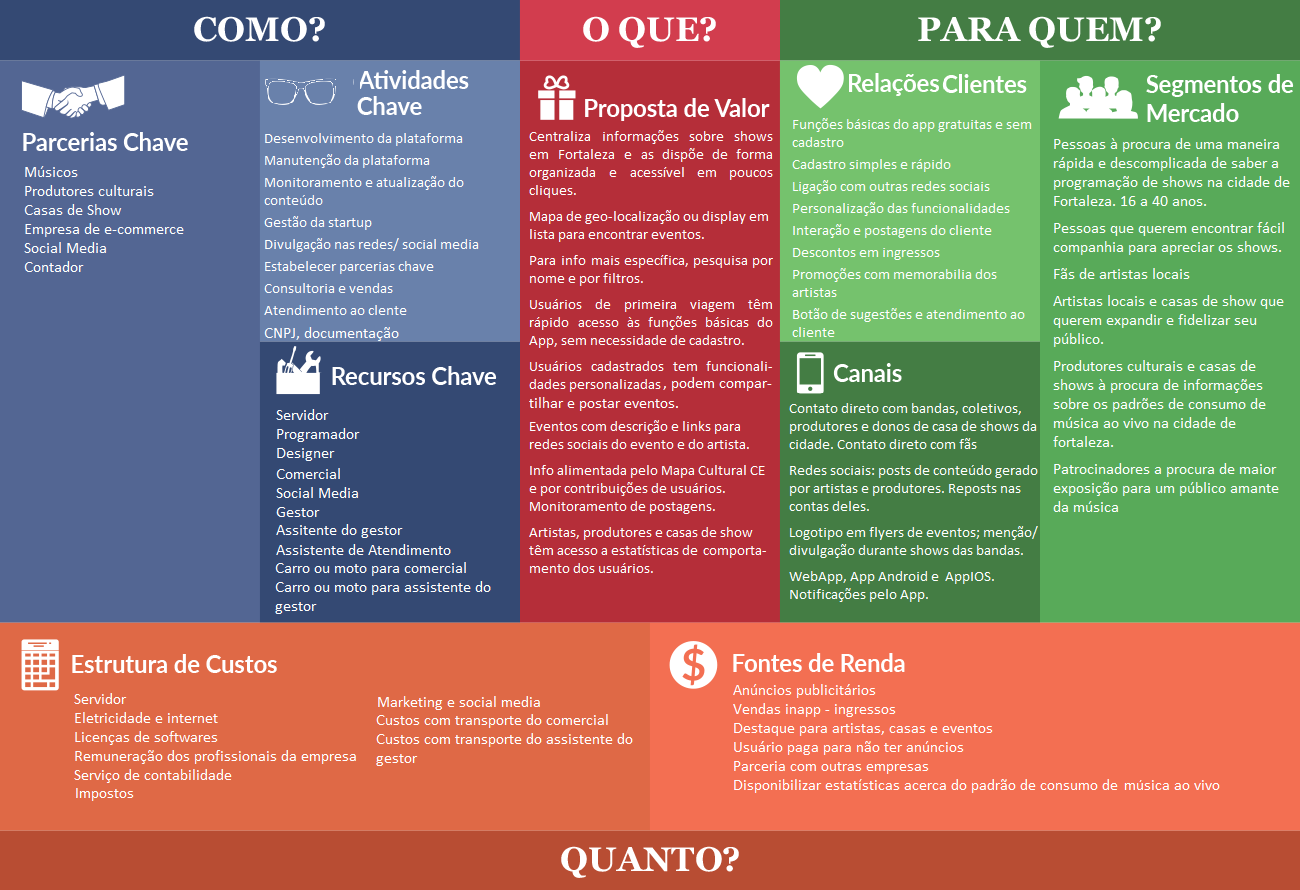 COMO?
O QUE?
PARA QUEM?
Parcerias Chave
Músicos
Produtores culturais
Casas de Show
Empresa de e-commerce
Social Media
Contador
Atividades
Chave
Desenvolvimento da plataforma
Manutenção da plataforma
Monitoramento e atualização do
conteúdo
Gestão da startup
Divulgação nas redes/ social media
Estabelecer parcerias chave
Consultoria e vendas
Atendimento ao clente
CNPJ, documentação
Recursos Chave
Servidor
Programador
Designer
Comercial
Social Media
Gestor
Assitente do gestor
Assistente de Atendimento
Carro ou moto para comercial
Carro ou moto para assistente do
gestor
Proposta de Valor
Centraliza informações sobre shows
em Fortaleza e as dispõe de forma
organizada e acessível em poucos
cliques.
Mapa de geo-localização ou display em
lista para encontrar eventos.
Para info mais específica, pesquisa por
nome e por filtros.
Usuários de primeira viagem têm
rápido acesso às funções básicas do
App, sem necessidade de cadastro.
Usuários cadastrados tem funcionali-
dades personalizadas, podem compar-
tilhar e postar eventos.
Eventos com descrição e links para
redes sociais do evento e do artista.
Info alimentada pelo Mapa Cultural CE
e por contribuições de usuários.
Monitoramento de postagens.
Artistas, produtores e casas de show
têm acesso a estatísticas de comporta-
mento dos usuários.
Relações Clientes
Funções básicas do app gratuitas e sem
cadastro
Cadastro simples e rápido
Ligação com outras redes sociais
Personalização das funcionalidades
Interação e postagens do cliente
Descontos em ingressos
Promoções com memorabilia dos
artistas
Botão de sugestões e atendimento ao
cliente
Canais
Contato direto com bandas, coletivos,
produtores e donos de casa de shows da
cidade. Contato direto com fãs
Redes sociais: posts de conteúdo gerado
por artistas e produtores. Reposts nas
contas deles.
Logotipo em flyers de eventos; menção/
divulgação durante shows das bandas.
WebApp, App Android e AppIOS.
Notificações pelo App.
Segmentos de
Mercado
Pessoas à procura de uma maneira
rápida e descomplicada de saber a
programação de shows na cidade de
Fortaleza. 16 a 40 anos.
Pessoas que querem encontrar fácil
companhia para apreciar os shows.
Fãs de artistas locais
Artistas locais e casas de show que
querem expandir e fidelizar seu
público.
Produtores culturais e casas de
shows à procura de informações
sobre os padrões de consumo de
música ao vivo na cidade de
fortaleza.
Patrocinadores a procura de maior
exposição para um público amante
da música
Estrutura de Custos
Servidor
Eletricidade e internet
Licenças de softwares
Remuneração dos profissionais da empresa
Serviço de contabilidade
Impostos
Marketing e social media
Custos com transporte do comercial
Custos com transporte do assistente do
gestor
$
Fontes de Renda
Anúncios publicitários
Vendas inapp - ingressos
Destaque para artistas, casas e eventos
Usuário paga para não ter anúncios
Parceria com outras empresas
Disponibilizar estatísticas acerca do padrão de consumo de música ao vivo
QUANTO?